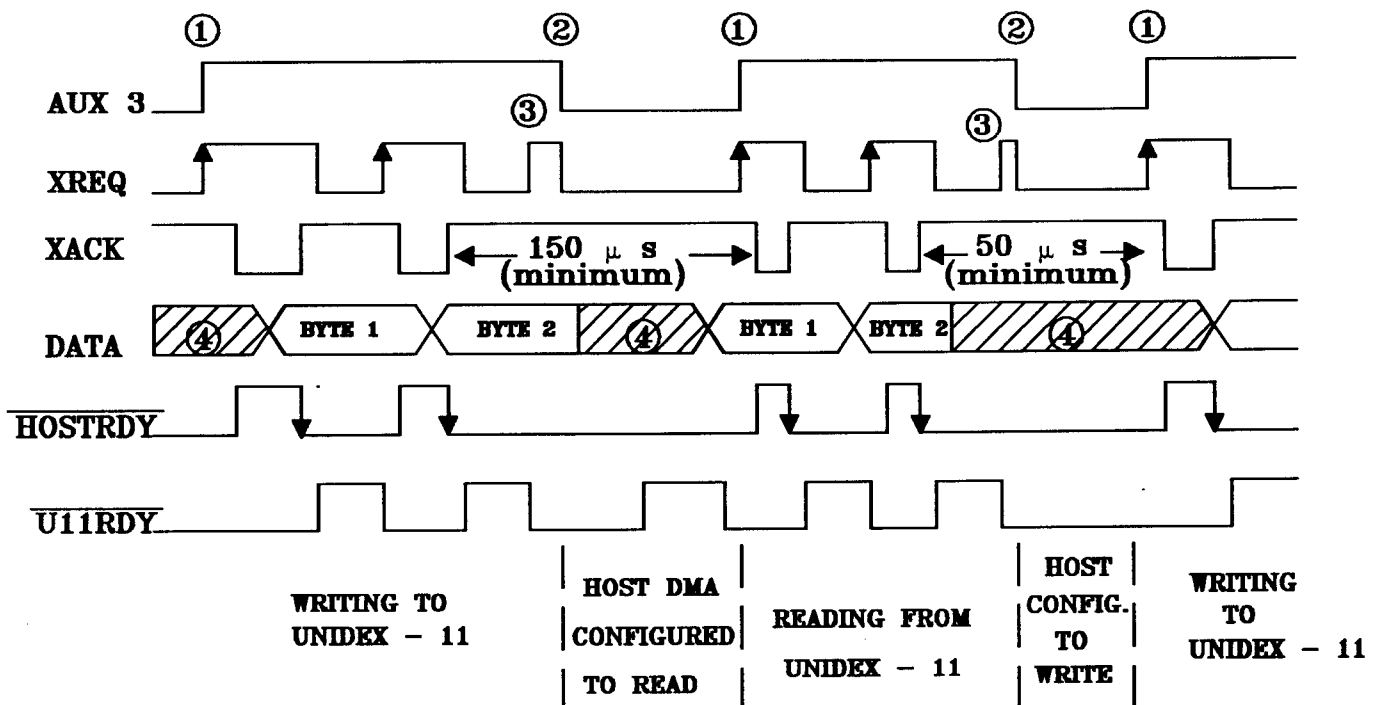 ① ② ① ② ①
AUX 3
③ ③
XREQ
XACK
150 μ s
(minimum)
50 μ s
(minimum)
DATA
④ BYTE 1 BYTE 2 ④ BYTE 1 BYTE 2 ④
HOSTRDY
U11RDY
WRITING TO
UNIDEX - 11
HOST DMA
CONFIGURED
TO READ
READING FROM
UNIDEX - 11
HOST
CONFIG.
TO
WRITE
WRITING
TO
UNIDEX - 11